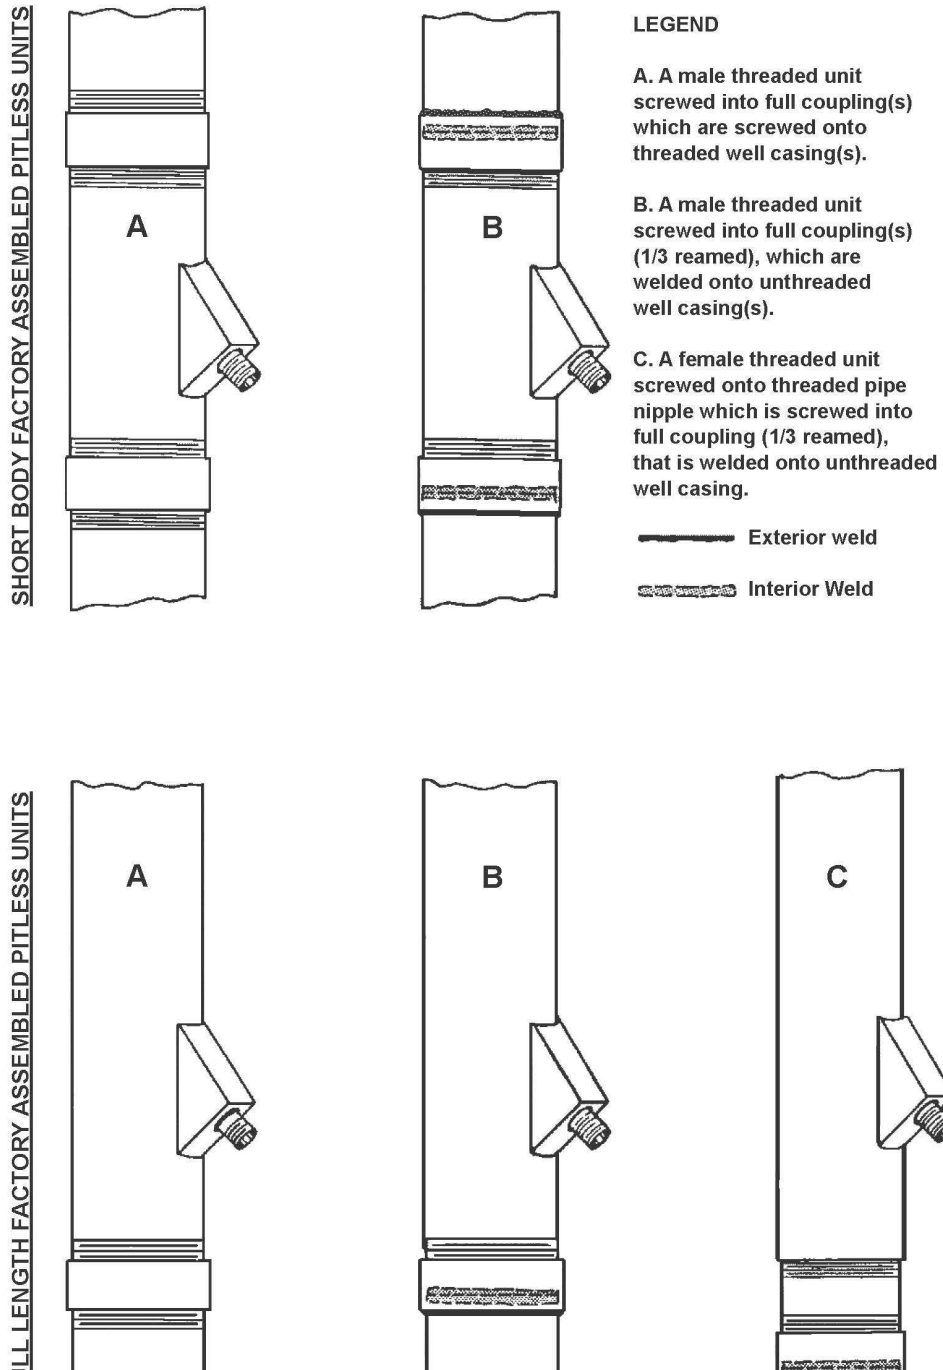 SHORT BODY FACTORY ASSEMBLED PITLESS UNITS
A
B
LEGEND
A. A male threaded unit
screwed into full coupling(s)
which are screwed onto
threaded well casing(s).
B. A male threaded unit
screwed into full coupling(s)
(1/3 reamed), which are
welded onto unthreaded
well casing(s).
C. A female threaded unit
screwed onto threaded pipe
nipple which is screwed into
full coupling (1/3 reamed),
that is welded onto unthreaded
well casing.
Exterior weld
Interior Weld
LENGTH FACTORY ASSEMBLED PITLESS UNITS
A
B
C